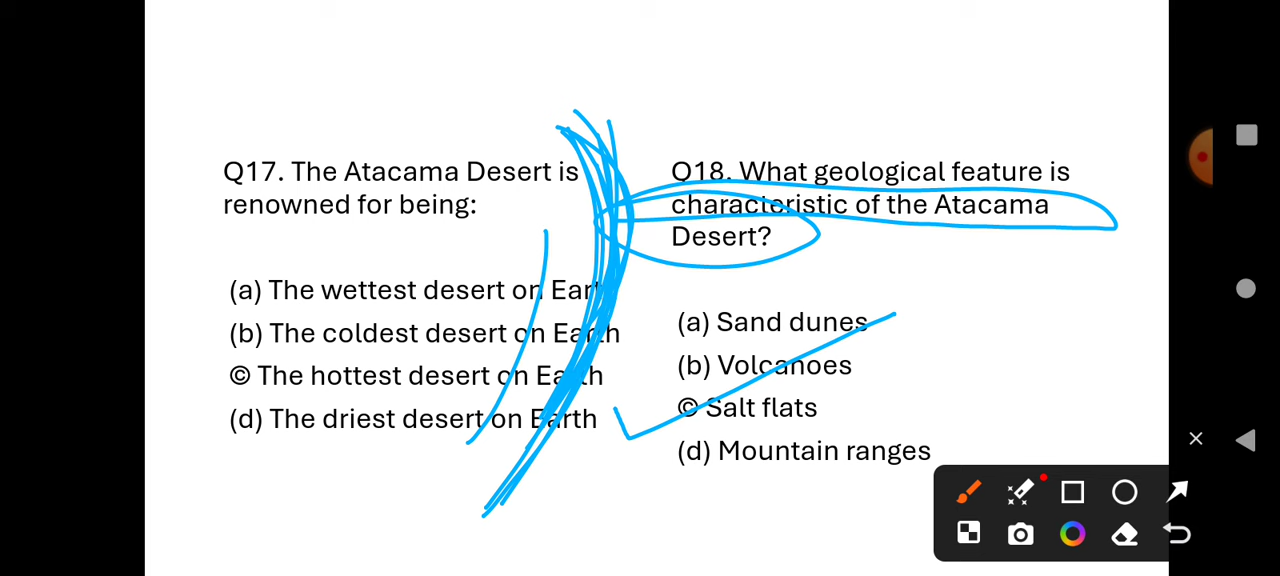 Q17. The Atacama Desert is
renowned for being:
(a) The wettest desert on Earth
(b) The coldest desert on Earth
© The hottest desert on Earth
(d) The driest desert on Earth
Q18. What geological feature is
characteristic of the Atacama
Desert?
(a) Sand dunes
(b) Volcanoes
© Salt flats
(d) Mountain ranges